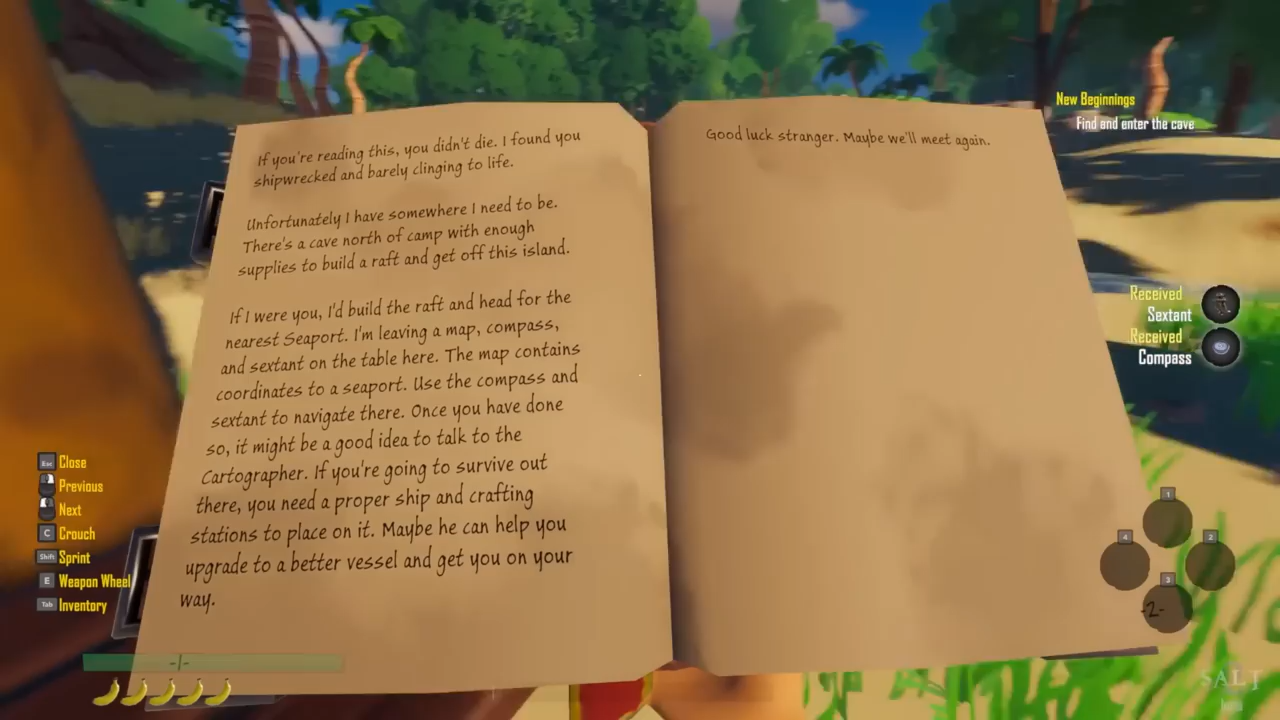 If you're reading this, you didn't die. I found you
shipwrecked and barely clinging to life.
Unfortunately I have somewhere I need to be.
There's a cave north of camp with enough
supplies to build a raft and get off this island.
If I were you, I'd build the raft and head for the
nearest Seaport. I'm leaving a map, compass,
and sextant on the table here. The map contains
coordinates to a seaport. Use the compass and
sextant to navigate there. Once you have done
so, it might be a good idea to talk to the
Cartographer. If you're going to survive out
there, you need a proper ship and crafting
stations to place on it. Maybe he can help you
upgrade to a better vessel and get you on your
way.
-1-
Good luck stranger. Maybe we'll meet again.
-2-
New Beginnings
Find and enter the cave
Received
Sextant
Received
Compass
Esc Close
Previous
Next
C Crouch
Shift Sprint
E Weapon Wheel
Tab Inventory
1
4
2
3
SALT